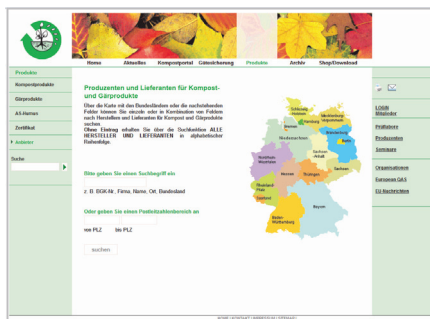 Home Aktuelles Kompostportal Gütesicherung Produkte Archiv Shop/Download
Produkte
Kompostprodukte
Gärprodukte
AS-Humus
Zertifikat
Anbieter
Suche
Produzenten und Lieferanten für Kompost-
und Gärprodukte
Über die Karte mit den Bundesländern oder die nachstehenden
Felder können Sie einzeln oder in Kombination von Feldern
nach Herstellern und Lieferanten für Kompost und Gärprodukte
suchen.
Ohne Eintrag erhalten Sie über die Suchfunktion ALLE
HERSTELLER UND LIEFERANTEN in alphabetischer
Reihenfolge.
Bitte geben Sie einen Suchbegriff ein
z. B. BGK-Nr, Firma, Name, Ort, Bundesland
Oder geben Sie einen Postleitzahlenbereich an
von PLZ bis PLZ
suchen
Schleswig-
Holstein
Hamburg
Mecklenburg-
Vorpommern
Bremen
Niedersachsen
Brandenburg
Berlin
Sachsen
-Anhalt
Nordrhein-
Westfalen
Hessen
Thüringen
Sachsen
Rheinland-
Pfalz
Saarland
Bayern
Baden-
Württemberg
LOGIN
Mitglieder
Prüflabore
Produzenten
Seminare
Organisationen
European QAS
EU-Nachrichten
HOME | KONTAKT | IMPRESSUM | SITEMAP |